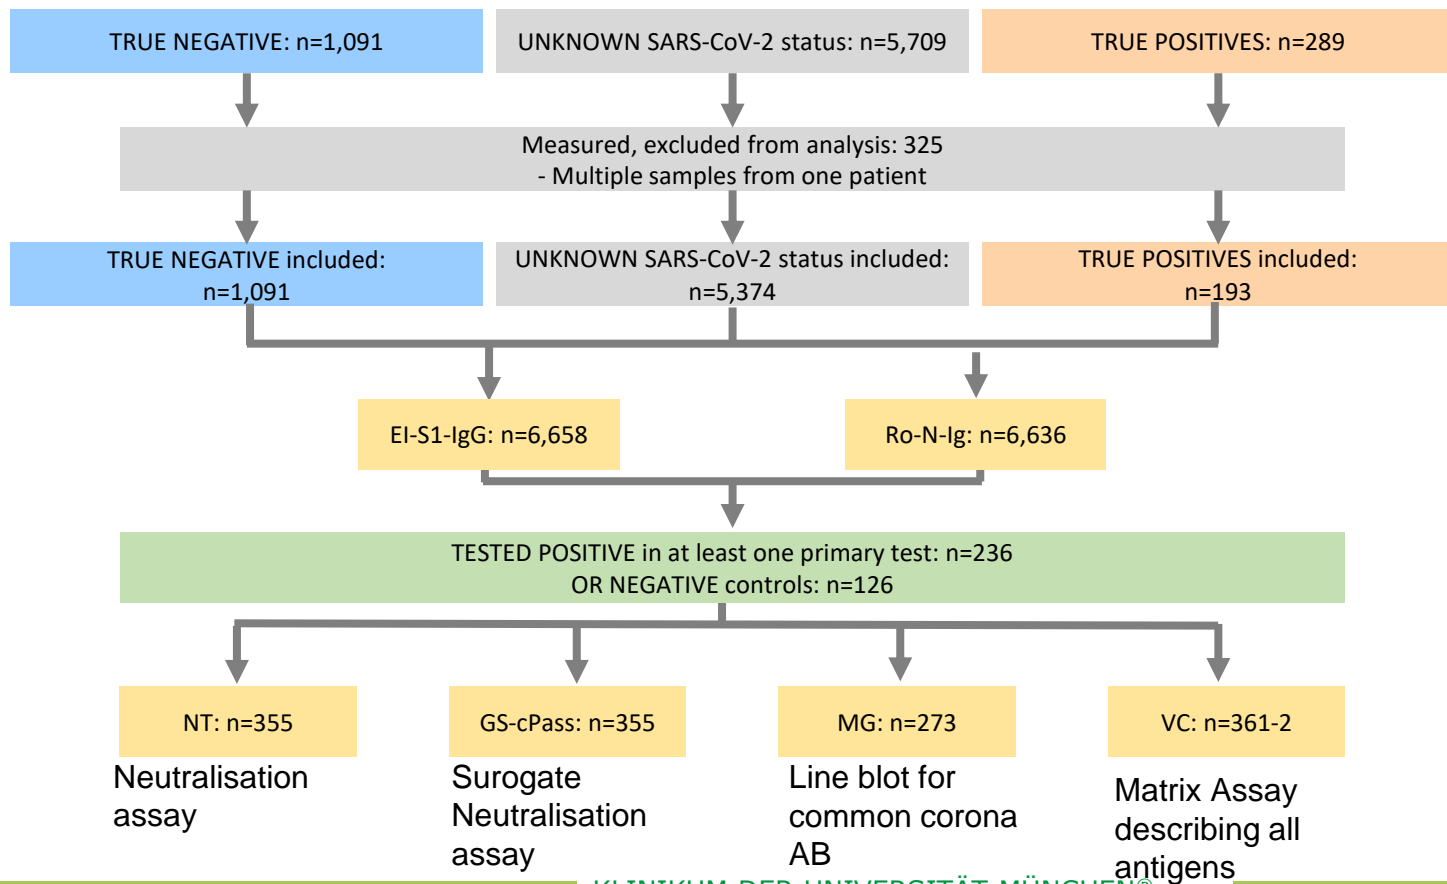 TRUE NEGATIVE: n=1,091
UNKNOWN SARS-CoV-2 status: n=5,709
TRUE POSITIVES: n=289
Measured, excluded from analysis: 325
- Multiple samples from one patient
TRUE NEGATIVE included:
n=1,091
UNKNOWN SARS-CoV-2 status included:
n=5,374
TRUE POSITIVES included:
n=193
EI-S1-IgG: n=6,658
Ro-N-Ig: n=6,636
TESTED POSITIVE in at least one primary test: n=236
OR NEGATIVE controls: n=126
NT: n=355
GS-cPass: n=355
MG: n=273
VC: n=361-2
Neutralisation
assay
Surogate
Neutralisation
assay
Line blot for
common corona
AB
Matrix Assay
describing all
antigens
KLINIKUM DER UNIVERSITÄT MÜNCHEN®